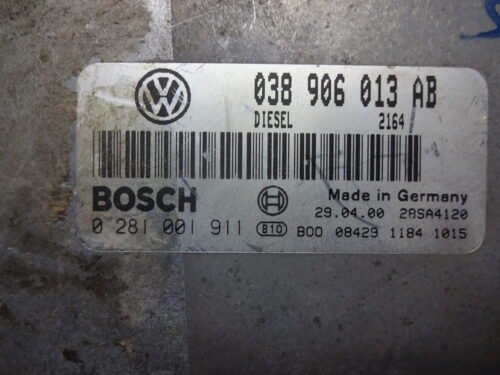 038 906 013 AB
DIESEL 2164
BOSCH
Made in Germany
29.04.00 28SA4120
0 281 001 911 810 B00 08429 1184 1015